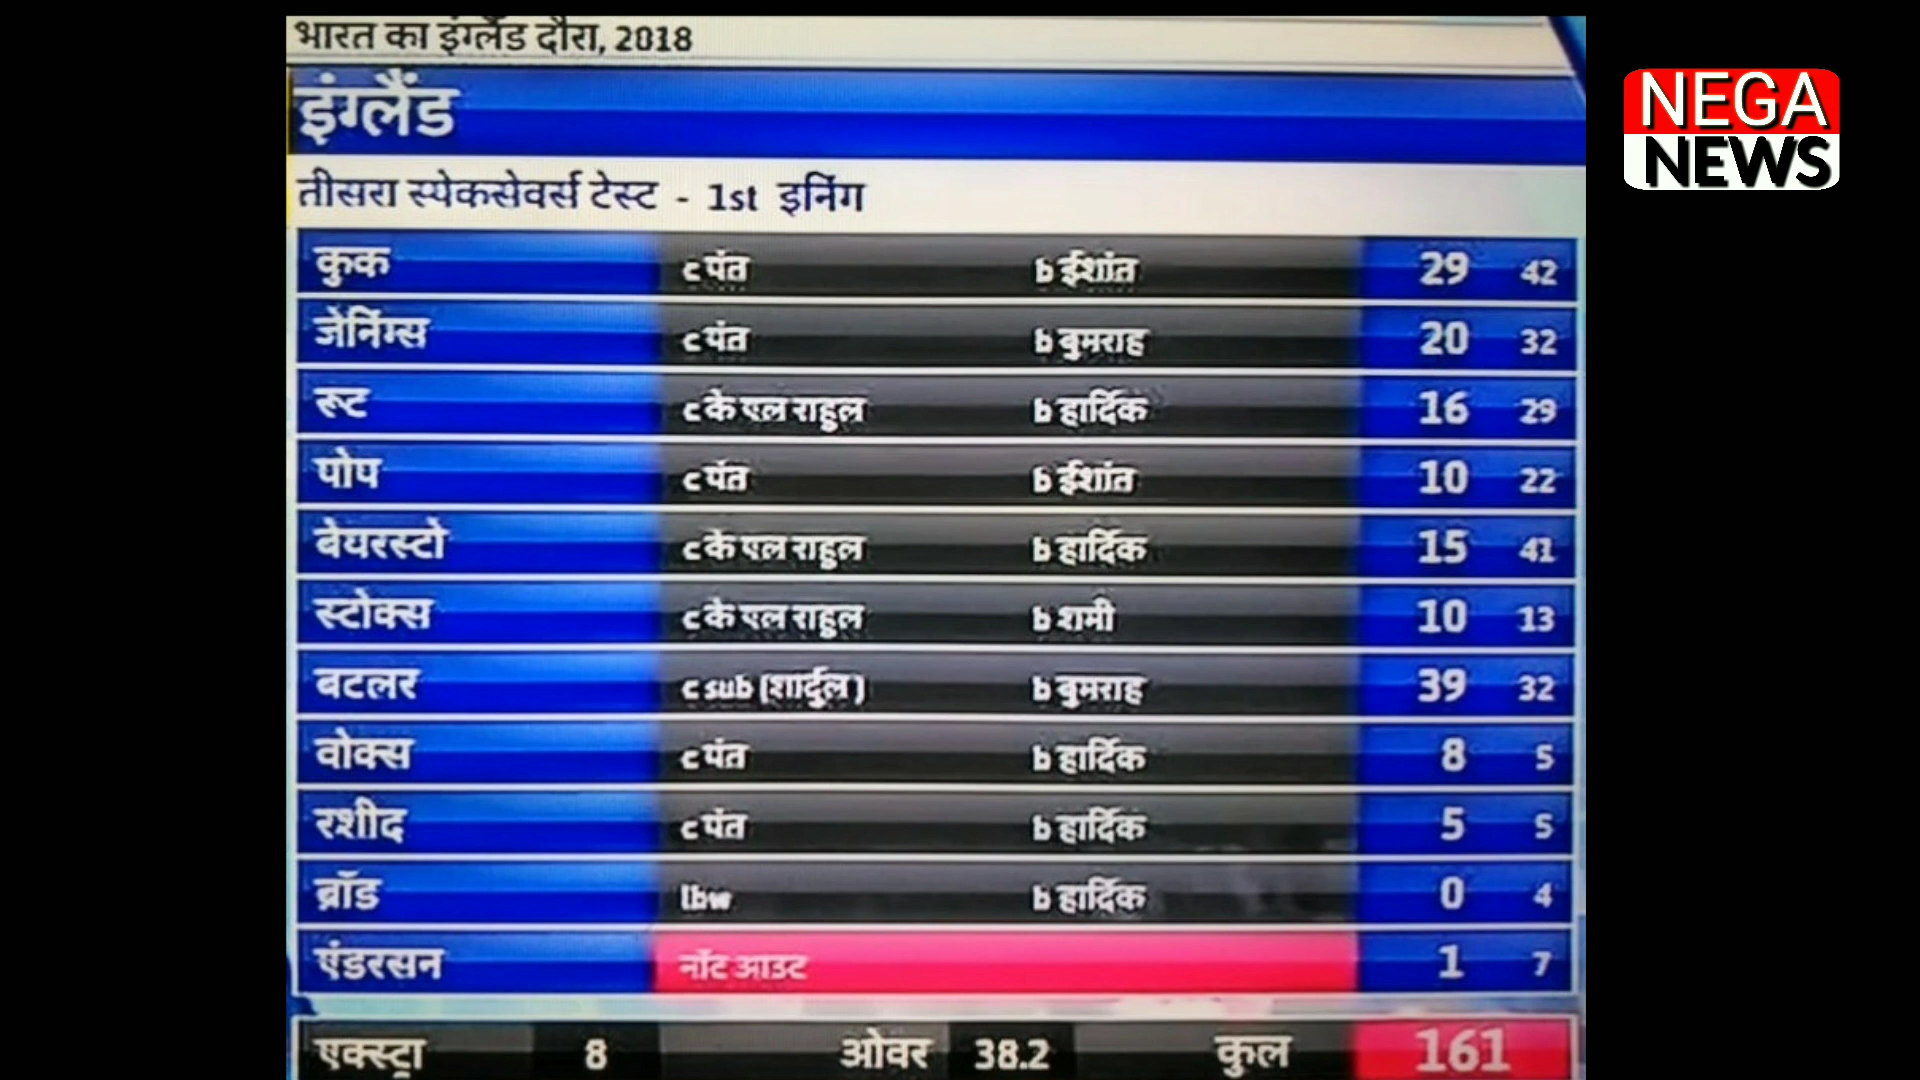 भारत का इंग्लैंड दौरा, 2018
NEGA
NEWS
इंग्लैंड
तीसरा स्पेकसेवर्स टेस्ट - 1st इनिंग
कुक c पंत b ईशांत 29 42
जेनिंग्स c पंत b बुमराह 20 32
रूट c के एल राहुल b हार्दिक 16 29
पोप c पंत b ईशांत 10 22
बेयरस्टो c के एल राहुल b हार्दिक 15 41
स्टोक्स c के एल राहुल b शमी 10 13
बटलर c sub (शार्दुल) b बुमराह 39 32
वोक्स c पंत b हार्दिक 8 5
रशीद c पंत b हार्दिक 5 5
ब्रॉड lbw b हार्दिक 0 4
एंडरसन नॉट आउट 1 7
एक्स्ट्रा 8 ओवर 38.2 कुल 161